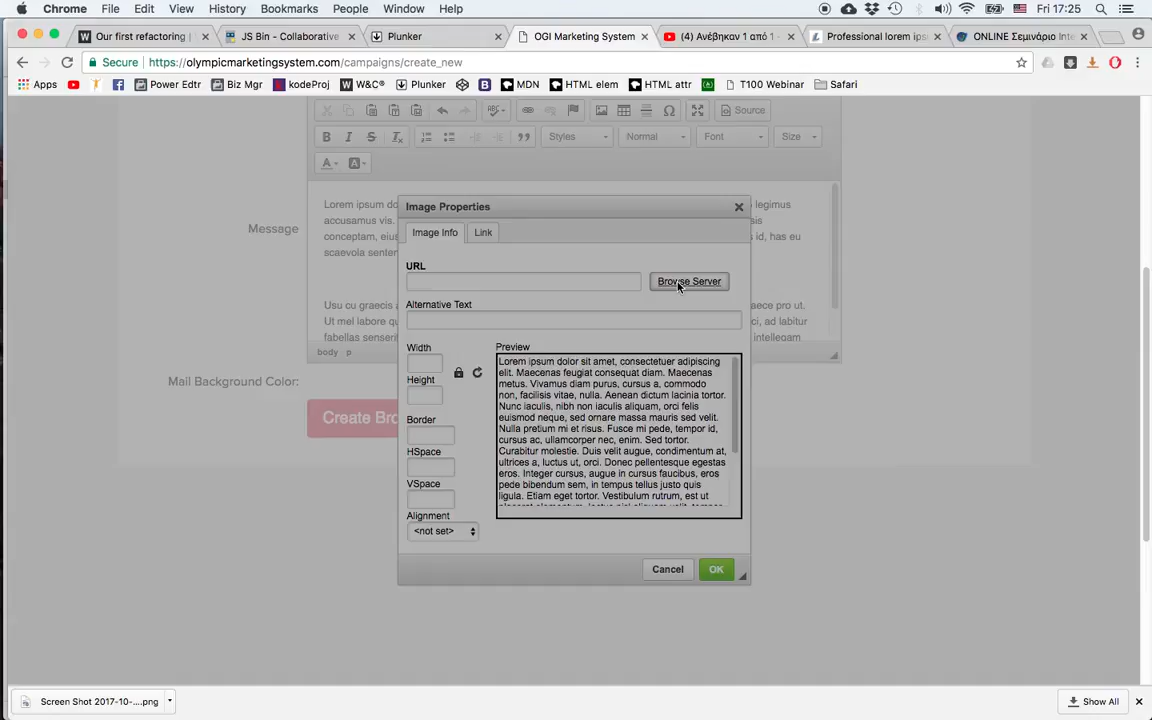 Chrome File Edit View History Bookmarks People Window Help Fri 17:25
Our first refactoring | JS Bin - Collaborative Plunker OGI Marketing System (4) Ανέβηκαν 1 από 1 - Professional lorem ips ONLINE Σεμινάριο Inte
Secure https://olympicmarketingsystem.com/campaigns/create_new
Apps Power Edtr Biz Mgr kodeProj W&C® Plunker MDN HTML elem HTML attr T100 Webinar Safari
Source
Styles Normal Font Size
Message
Lorem ipsum do legimus
accusamus vis.
conceptam, eius id, has eu
scaevola senten
Usu cu graecis a aece pro ut.
Ut mel labore qu , ad labitur
fabellas senserit intellegam
body p
Mail Background Color:
Create Bro
Image Properties
Image Info Link
URL
Browse Server
Alternative Text
Width
Height
Border
HSpace
VSpace
Alignment
<not set>
Preview
Lorem ipsum dolor sit amet, consectetuer adipiscing
elit. Maecenas feugiat consequat diam. Maecenas
metus. Vivamus diam purus, cursus a, commodo
non, facilisis vitae, nulla. Aenean dictum lacinia tortor.
Nunc iaculis, nibh non iaculis aliquam, orci felis
euismod neque, sed ornare massa mauris sed velit.
Nulla pretium mi et risus. Fusce mi pede, tempor id,
cursus ac, ullamcorper nec, enim. Sed tortor.
Curabitur molestie. Duis velit augue, condimentum at,
ultrices a, luctus ut, orci. Donec pellentesque egestas
eros. Integer cursus, augue in cursus faucibus, eros
pede bibendum sem, in tempus tellus justo quis
ligula. Etiam eget tortor. Vestibulum rutrum, est ut
Cancel OK
Screen Shot 2017-10-....png Show All